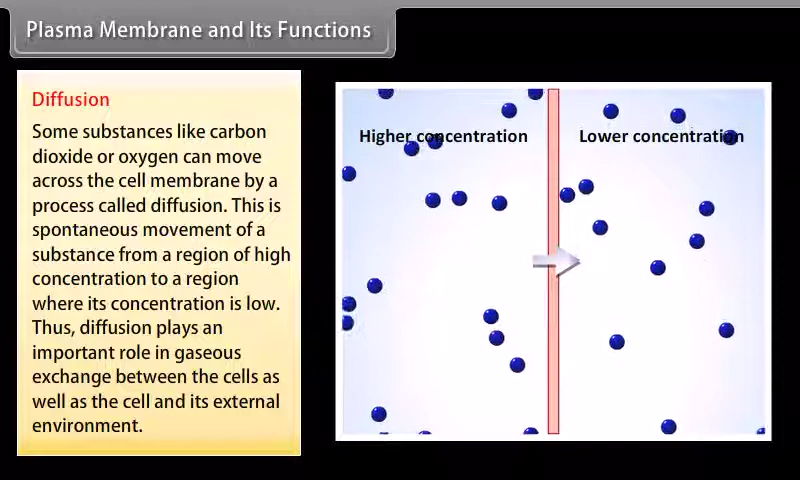 Plasma Membrane and Its Functions
Diffusion
Some substances like carbon
dioxide or oxygen can move
across the cell membrane by a
process called diffusion. This is
spontaneous movement of a
substance from a region of high
concentration to a region
where its concentration is low.
Thus, diffusion plays an
important role in gaseous
exchange between the cells as
well as the cell and its external
environment.
Higher concentration
Lower concentration